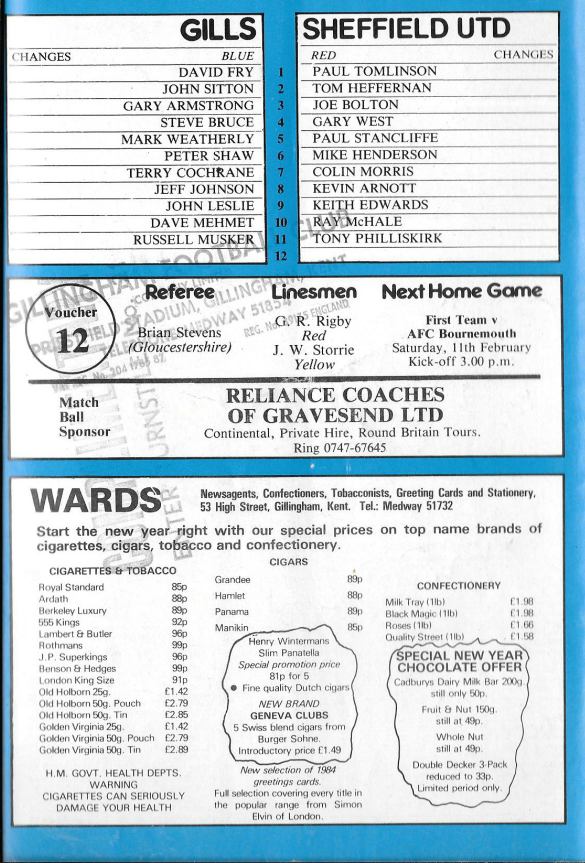 GILLS
SHEFFIELD UTD
CHANGES BLUE
RED CHANGES
DAVID FRY 1 PAUL TOMLINSON
JOHN SITTON 2 TOM HEFFERNAN
GARY ARMSTRONG 3 JOE BOLTON
STEVE BRUCE 4 GARY WEST
MARK WEATHERLY 5 PAUL STANCLIFFE
PETER SHAW 6 MIKE HENDERSON
TERRY COCHRANE 7 COLIN MORRIS
JEFF JOHNSON 8 KEVIN ARNOTT
JOHN LESLIE 9 KEITH EDWARDS
DAVE MEHMET 10 RAY McHALE
RUSSELL MUSKER 11 TONY PHILLISKIRK
12
GILLINGHAM FOOTBALL CLUB
STADIUM, GILLINGHAM, KENT
Voucher
12
Referee
Brian Stevens
(Gloucestershire)
Linesmen
G. R. Rigby
Red
J. W. Storrie
Yellow
Next Home Game
First Team v
AFC Bournemouth
Saturday, 11th February
Kick-off 3.00 p.m.
Match
Ball
Sponsor
RELIANCE COACHES
OF GRAVESEND LTD
Continental, Private Hire, Round Britain Tours.
Ring 0747-67645
WARDS
Newsagents, Confectioners, Tobacconists, Greeting Cards and Stationery,
53 High Street, Gillingham, Kent. Tel.: Medway 51732
Start the new year right with our special prices on top name brands of
cigarettes, cigars, tobacco and confectionery.
CIGARETTES & TOBACCO
Royal Standard 85p
Ardath 88p
Berkeley Luxury 89p
555 Kings 92p
Lambert & Butler 96p
Rothmans 99p
J.P. Superkings 96p
Benson & Hedges 99p
London King Size 91p
Old Holborn 25g. £1.42
Old Holborn 50g. Pouch £2.79
Old Holborn 50g. Tin £2.85
Golden Virginia 25g. £1.42
Golden Virginia 50g. Pouch £2.79
Golden Virginia 50g. Tin £2.89
H.M. GOVT. HEALTH DEPTS.
WARNING
CIGARETTES CAN SERIOUSLY
DAMAGE YOUR HEALTH
CIGARS
Grandee 89p
Hamlet 88p
Panama 89p
Manikin 85p
Henry Wintermans
Slim Panatella
Special promotion price
81p for 5
● Fine quality Dutch cigars
NEW BRAND
GENEVA CLUBS
5 Swiss blend cigars from
Burger Sohne.
Introductory price £1.49
New selection of 1984
greetings cards.
Full selection covering every title in
the popular range from Simon
Elvin of London.
CONFECTIONERY
Milk Tray (1lb) £1.98
Black Magic (1lb) £1.98
Roses (1lb) £1.66
Quality Street (1lb) £1.58
SPECIAL NEW YEAR
CHOCOLATE OFFER
Cadburys Dairy Milk Bar 200g.
still only 50p.
Fruit & Nut 150g.
still at 49p.
Whole Nut
still at 49p.
Double Decker 3-Pack
reduced to 33p.
Limited period only.